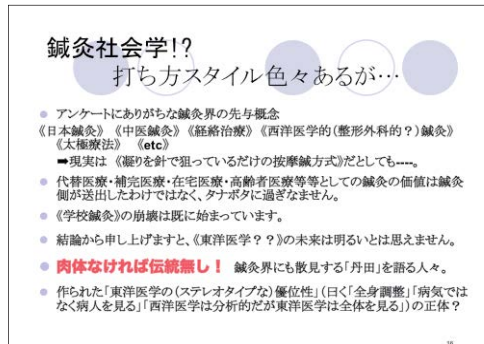 鍼灸社会学!?
打ち方スタイル色々あるが…
● アンケートにありがちな鍼灸界の先与概念
《日本鍼灸》《中医鍼灸》《経絡治療》《西洋医学的(整形外科的?)鍼灸》
《太極療法》《etc》
➡現実は 《凝りを針で狙っているだけの按摩鍼方式》だとしても----。
● 代替医療・補完医療・在宅医療・高齢者医療等等としての鍼灸の価値は鍼灸
側が送出したわけではなく、タナボタに過ぎなません。
● 《学校鍼灸》の崩壊は既に始まっています。
● 結論から申し上げますと、《東洋医学??》の未来は明るいとは思えません。
● 肉体なければ伝統無し! 鍼灸界にも散見する「丹田」を語る人々。
● 作られた「東洋医学の(ステレオタイプな)優位性」(曰く「全身調整」「病気では
なく病人を見る」「西洋医学は分析的だが東洋医学は全体を見る」)の正体?